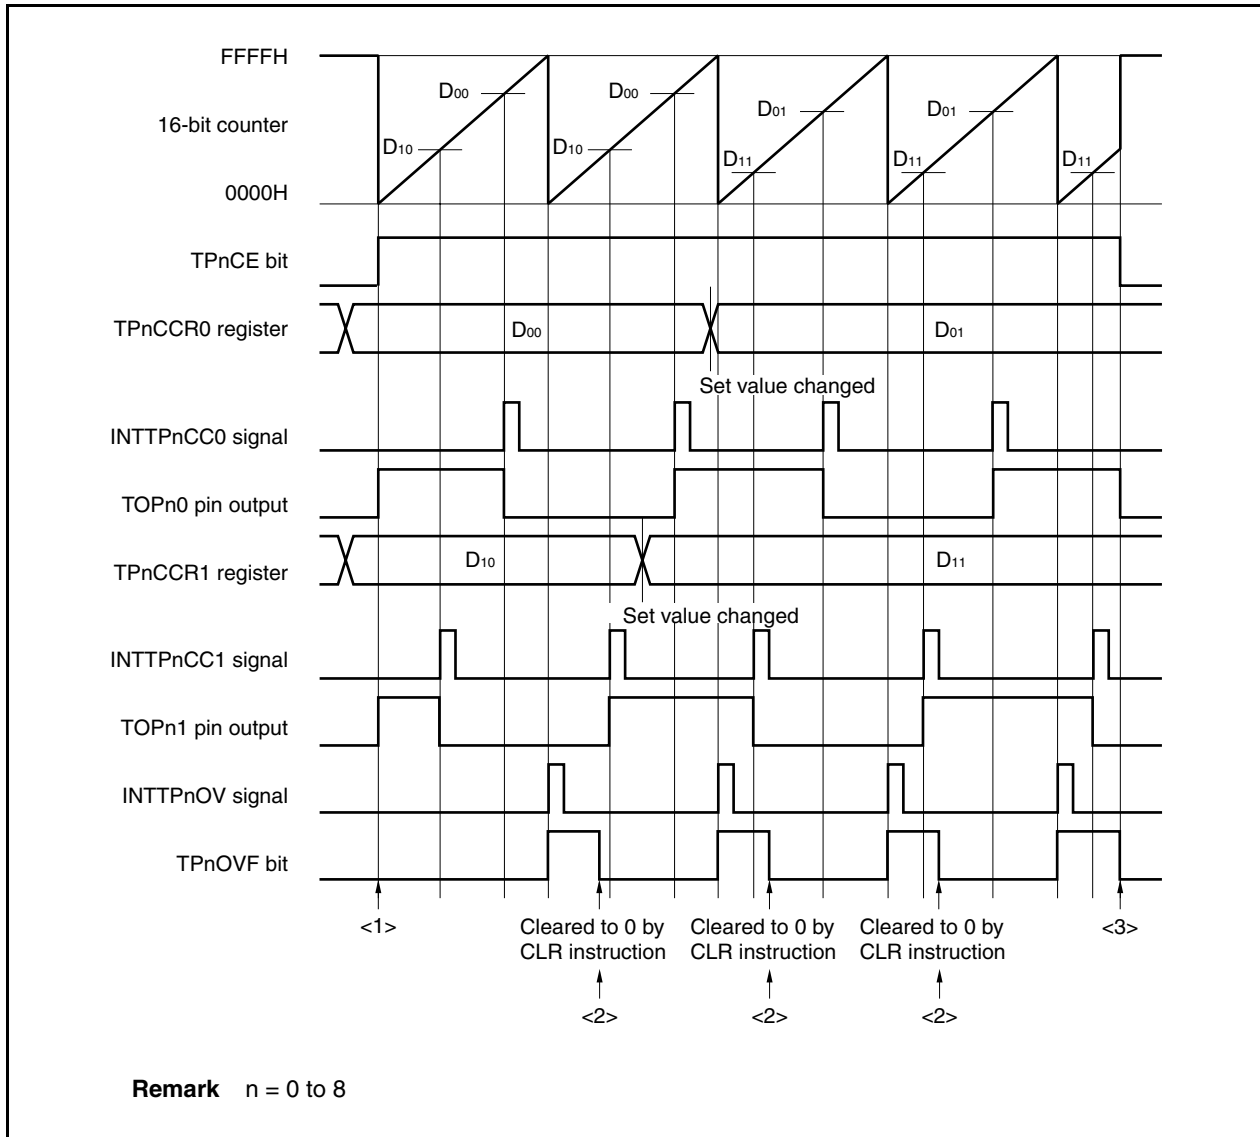 FFFFH
D00 D00 D01 D01
16-bit counter
D10 D10 D11 D11 D11
0000H
TPnCE bit
TPnCCR0 register D00 D01
Set value changed
INTTPnCC0 signal
TOPn0 pin output
TPnCCR1 register D10 D11
Set value changed
INTTPnCC1 signal
TOPn1 pin output
INTTPnOV signal
TPnOVF bit
<1> Cleared to 0 by Cleared to 0 by Cleared to 0 by <3>
CLR instruction CLR instruction CLR instruction
<2> <2> <2>
Remark n = 0 to 8